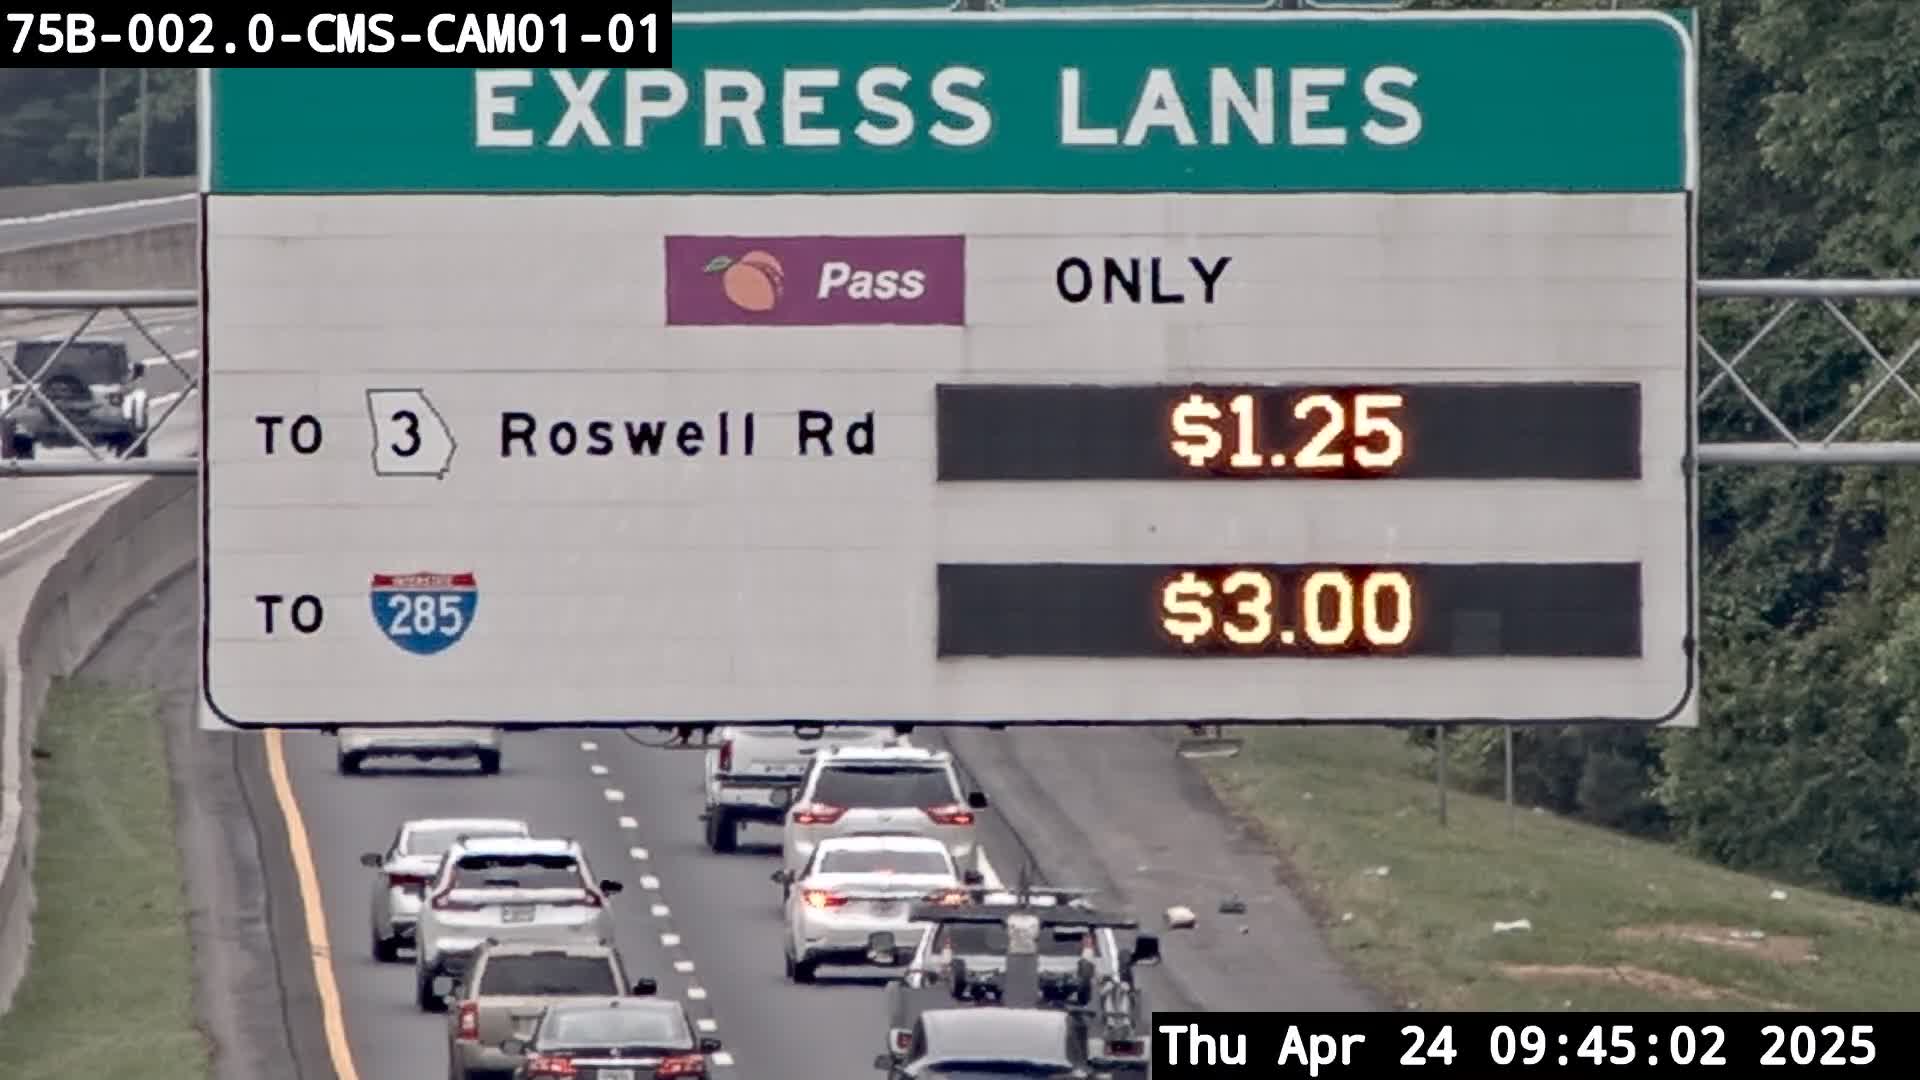 75B-002.0-CMS-CAM01-01
EXPRESS LANES
Pass ONLY
TO 3 Roswell Rd $1.25
TO INTERSTATE 285 $3.00
Thu Apr 24 09:45:02 2025